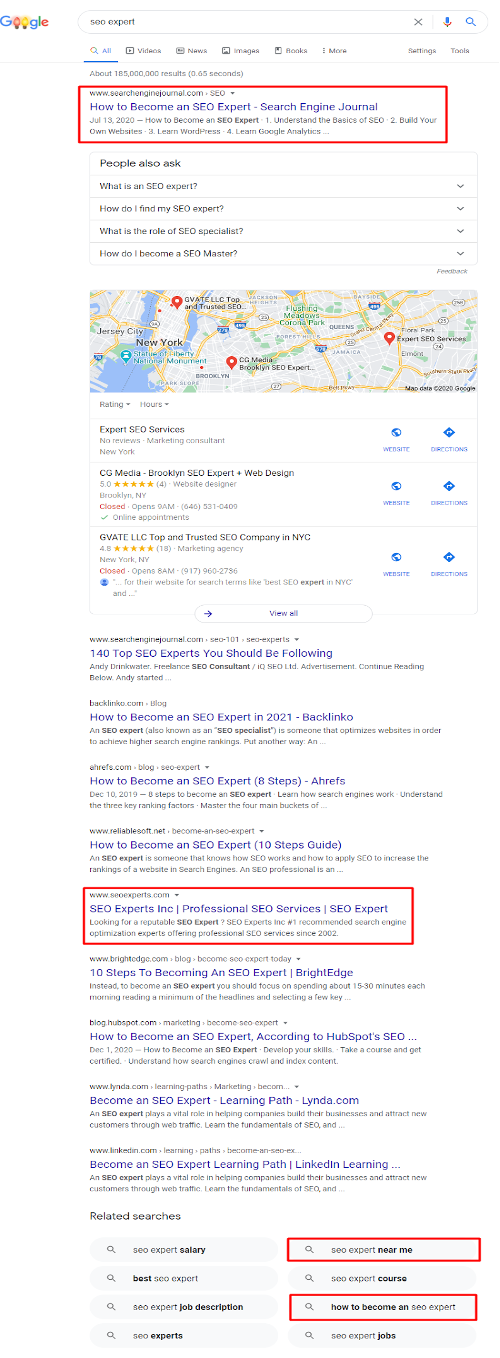 Google
seo expert
All Videos News Images Books More Settings Tools
About 185,000,000 results (0.65 seconds)
www.searchenginejournal.com › SEO
How to Become an SEO Expert - Search Engine Journal
Jul 13, 2020 — How to Become an SEO Expert · 1. Understand the Basics of SEO · 2. Build Your
Own Websites · 3. Learn WordPress · 4. Learn Google Analytics ...
People also ask
What is an SEO expert?
How do I find my SEO expert?
What is the role of SEO specialist?
How do I become a SEO Master?
Feedback
GVATE LLC Top
and Trusted SEO...
JACKSON
HEIGHTS
BAYSIDE
Flushing
Meadows
Corona Park
Jersey City
New York
QUEENS
Floral Park
Expert SEO Services
FOREST HILLS
Statue of Liberty
National Monument
JAMAICA
Elmont
CG Media
Brooklyn SEO Expert...
BROOKLYN
PARK SLOPE
Belt Pkwy
Southern State Pkwy
Map data ©2020 Google
Rating Hours
Expert SEO Services
No reviews · Marketing consultant
New York
WEBSITE DIRECTIONS
CG Media - Brooklyn SEO Expert + Web Design
5.0 (4) · Website designer
Brooklyn, NY
Closed · Opens 9AM · (646) 531-0409
Online appointments
WEBSITE DIRECTIONS
GVATE LLC Top and Trusted SEO Company in NYC
4.8 (18) · Marketing agency
New York, NY
Closed · Opens 8AM · (917) 960-2736
"... for their website for search terms like 'best SEO expert in NYC'
and ..."
WEBSITE DIRECTIONS
View all
www.searchenginejournal.com › seo-101 › seo-experts
140 Top SEO Experts You Should Be Following
Andy Drinkwater. Freelance SEO Consultant / iQ SEO Ltd. Advertisement. Continue Reading
Below. Andy started ...
backlinko.com › Blog
How to Become an SEO Expert in 2021 - Backlinko
An SEO expert (also known as an "SEO specialist") is someone that optimizes websites in order
to achieve higher search engine rankings. Put another way: An ...
ahrefs.com › blog › seo-expert
How to Become an SEO Expert (8 Steps) - Ahrefs
Dec 10, 2019 — 8 steps to become an SEO expert · Learn how search engines work · Understand
the three key ranking factors · Master the four main buckets of ...
www.reliablesoft.net › become-an-seo-expert
How to Become an SEO Expert (10 Steps Guide)
An SEO expert is someone that knows how SEO works and how to apply SEO to increase the
rankings of a website in Search Engines. An SEO professional is an ...
www.seoexperts.com
SEO Experts Inc | Professional SEO Services | SEO Expert
Looking for a reputable SEO Expert ? SEO Experts Inc #1 recommended search engine
optimization experts offering professional SEO services since 2002.
www.brightedge.com › blog › become-seo-expert-today
10 Steps To Becoming An SEO Expert | BrightEdge
Instead, to become an SEO expert you should focus on spending about 15-30 minutes each
morning reading a minimum of the headlines and selecting a few key ...
blog.hubspot.com › marketing › become-seo-expert
How to Become an SEO Expert, According to HubSpot's SEO ...
Dec 1, 2020 — How to Become an SEO Expert · Develop your skills. · Take a course and get
certified. · Understand how search engines crawl and index content.
www.lynda.com › learning-paths › Marketing › becom...
Become an SEO Expert - Learning Path - Lynda.com
An SEO expert plays a vital role in helping companies build their businesses and attract new
customers through web traffic. Learn the fundamentals of SEO, and ...
www.linkedin.com › learning › paths › become-an-seo-ex...
Become an SEO Expert Learning Path | LinkedIn Learning ...
An SEO expert plays a vital role in helping companies build their businesses and attract new
customers through web traffic. Learn the fundamentals of SEO, and ...
Related searches
seo expert salary
seo expert near me
best seo expert
seo expert course
seo expert job description
how to become an seo expert
seo experts
seo expert jobs